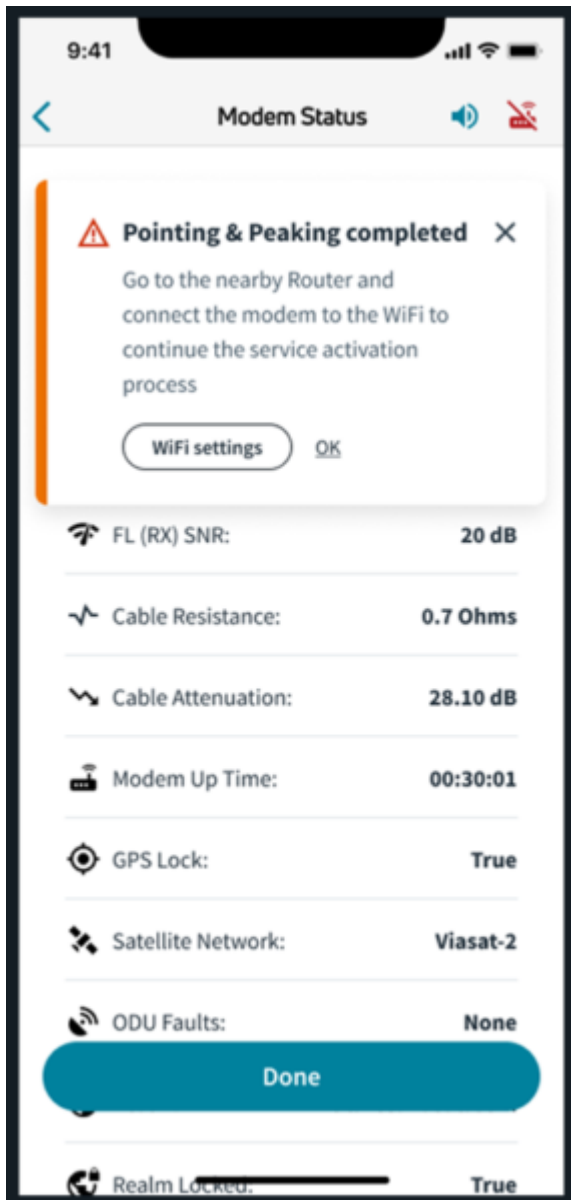 9:41
Modem Status
Pointing & Peaking completed
Go to the nearby Router and
connect the modem to the WiFi to
continue the service activation
process
WiFi settings OK
FL (RX) SNR: 20 dB
Cable Resistance: 0.7 Ohms
Cable Attenuation: 28.10 dB
Modem Up Time: 00:30:01
GPS Lock: True
Satellite Network: Viasat-2
ODU Faults: None
Done
Realm Locked: True